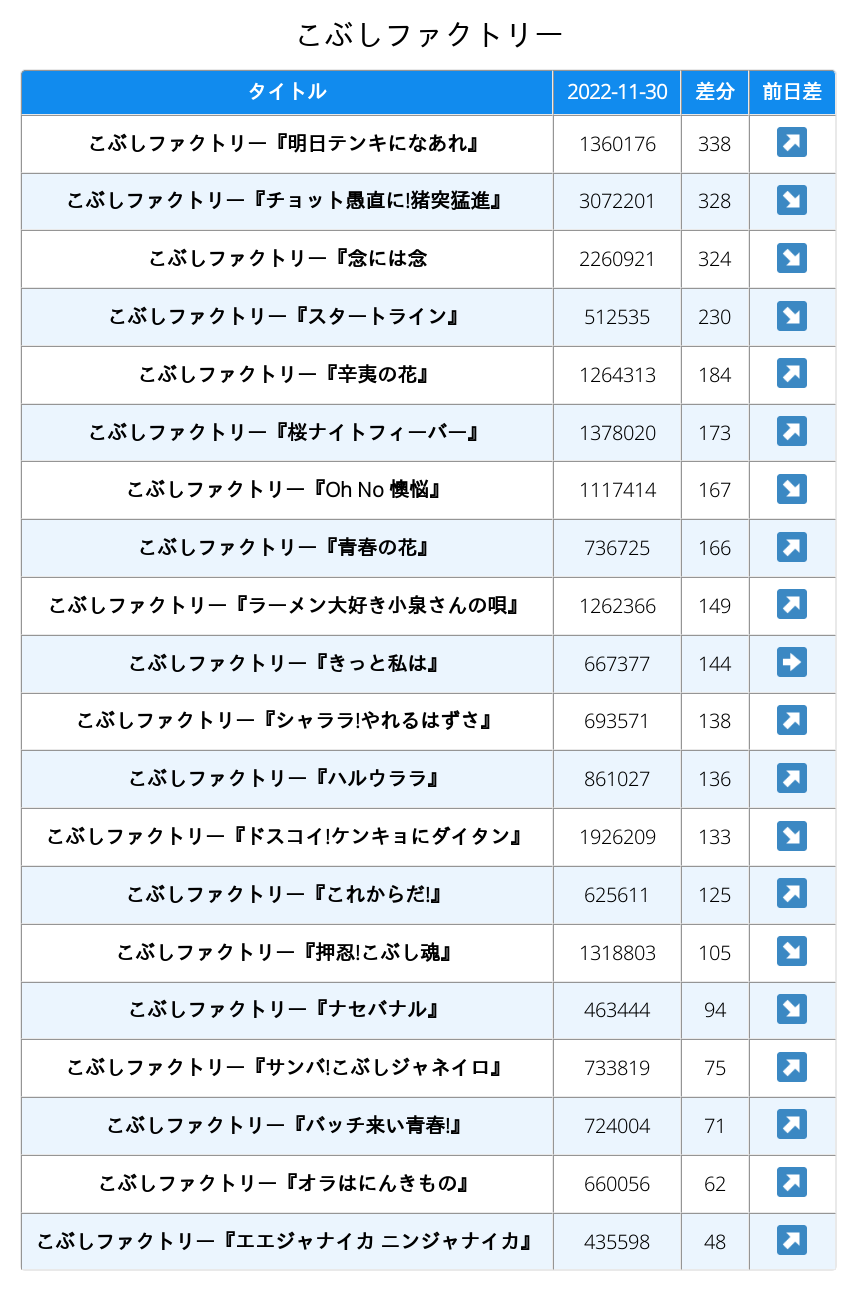 こぶしファクトリー
タイトル 2022-11-30 差分 前日差
こぶしファクトリー『明日テンキになあれ』 1360176 338 ↗
こぶしファクトリー『チョット愚直に!猪突猛進』 3072201 328 ↘
こぶしファクトリー『念には念 2260921 324 ↘
こぶしファクトリー『スタートライン』 512535 230 ↘
こぶしファクトリー『辛夷の花』 1264313 184 ↗
こぶしファクトリー『桜ナイトフィーバー』 1378020 173 ↗
こぶしファクトリー『Oh No 懊悩』 1117414 167 ↘
こぶしファクトリー『青春の花』 736725 166 ↗
こぶしファクトリー『ラーメン大好き小泉さんの唄』 1262366 149 ↗
こぶしファクトリー『きっと私は』 667377 144 →
こぶしファクトリー『シャララ!やれるはずさ』 693571 138 ↗
こぶしファクトリー『ハルウララ』 861027 136 ↗
こぶしファクトリー『ドスコイ!ケンキョにダイタン』 1926209 133 ↘
こぶしファクトリー『これからだ!』 625611 125 ↗
こぶしファクトリー『押忍!こぶし魂』 1318803 105 ↘
こぶしファクトリー『ナセバナル』 463444 94 ↘
こぶしファクトリー『サンバ!こぶしジャネイロ』 733819 75 ↗
こぶしファクトリー『バッチ来い青春!』 724004 71 ↗
こぶしファクトリー『オラはにんきもの』 660056 62 ↗
こぶしファクトリー『エエジャナイカ ニンジャナイカ』 435598 48 ↗